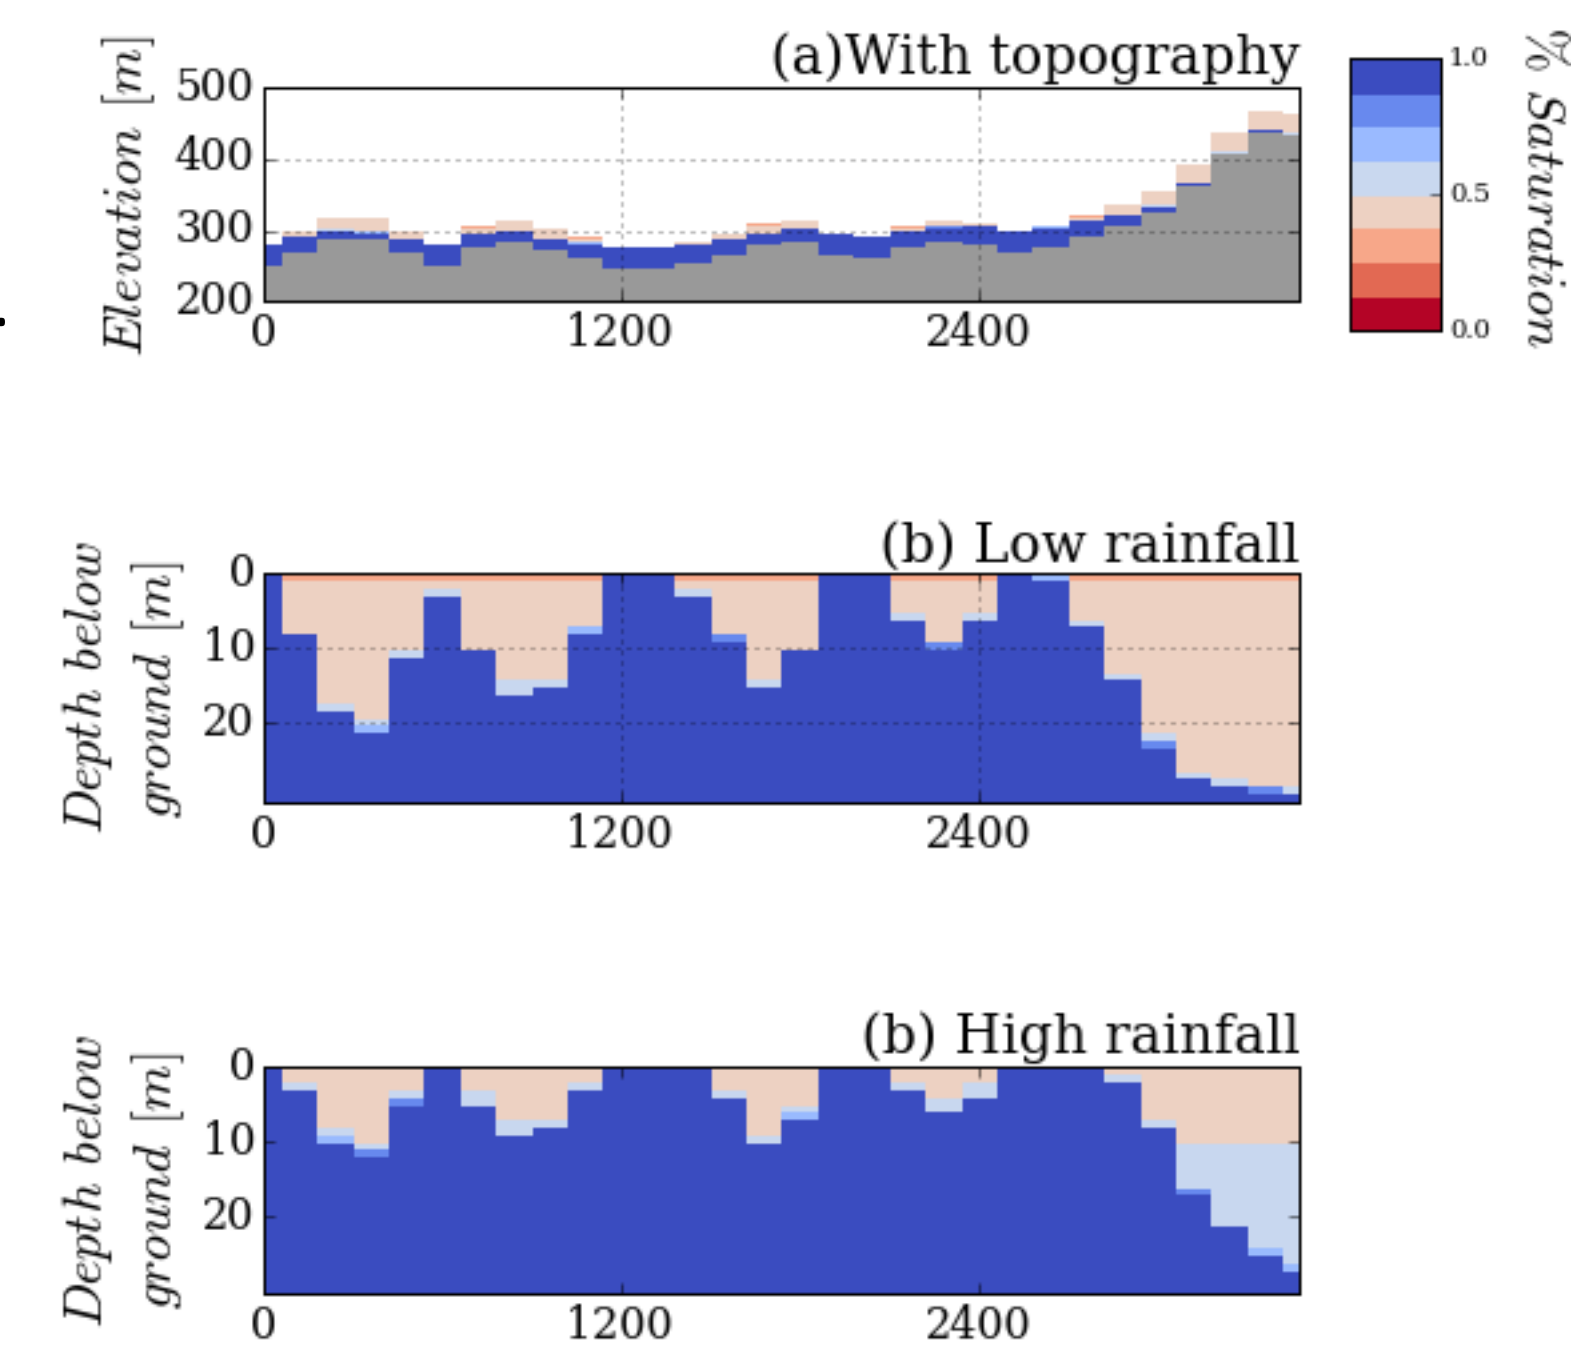 (a)With topography
Elevation [m]
500
400
300
200
0
1200
2400
1.0
0.5
0.0
% Saturation
(b) Low rainfall
Depth below
ground [m]
0
10
20
0
1200
2400
(b) High rainfall
Depth below
ground [m]
0
10
20
0
1200
2400